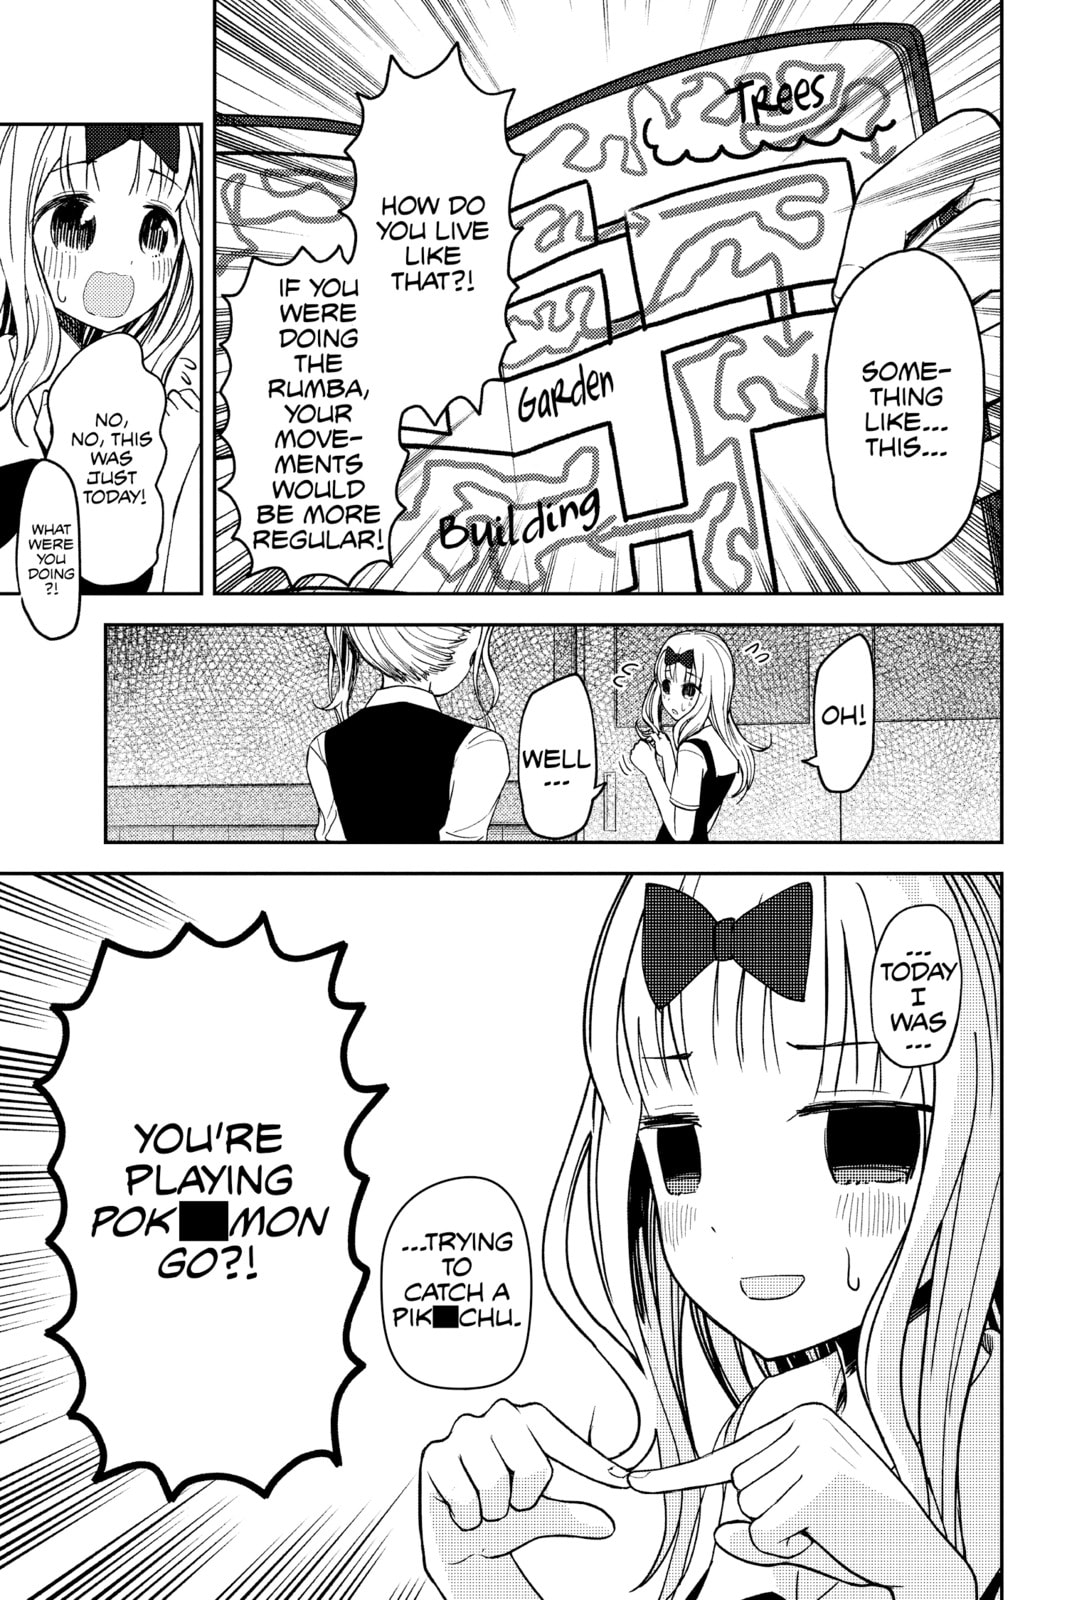 SOME-
THING
LIKE...
THIS...
Trees
Garden
Building
HOW DO
YOU LIVE
LIKE
THAT?!
IF YOU
WERE
DOING
THE
RUMBA,
YOUR
MOVE-
MENTS
WOULD
BE MORE
REGULAR!
NO,
NO, THIS
WAS
JUST
TODAY!
WHAT
WERE
YOU
DOING
?!
OH!
WELL
...
...
TODAY
I
WAS
...
...TRYING
TO
CATCH A
PIK█CHU.
YOU'RE
PLAYING
POK█MON
GO?!